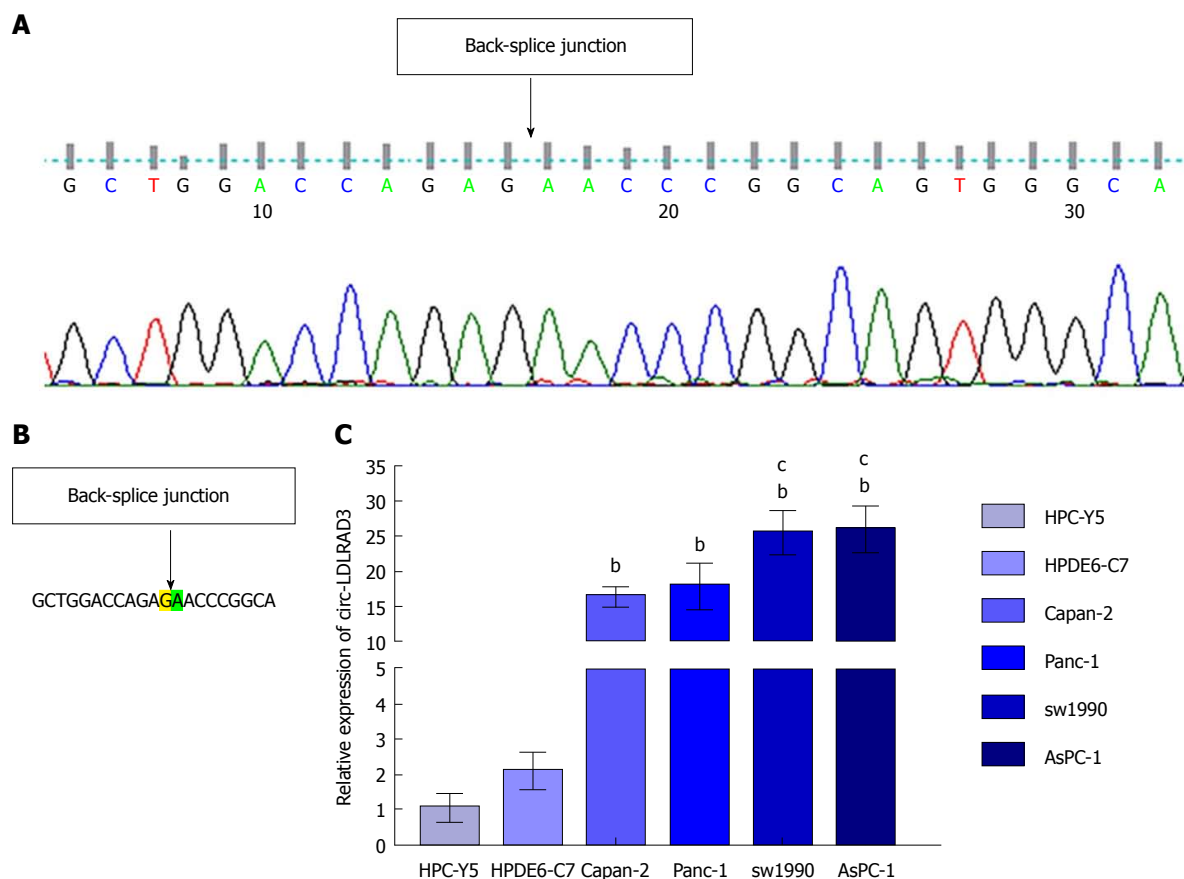 A
Back-splice junction
G C T G G A C C A G A G A A C C C G G C A G T G G G C A
10 20 30
B
Back-splice junction
GCTGGACCAGAGAACCCGGCA
C
Relative expression of circ-LDLRAD3
35
30
25
20
15
10
5
4
3
2
1
0
b
b
c
b
c
b
HPC-Y5 HPDE6-C7 Capan-2 Panc-1 sw1990 AsPC-1
HPC-Y5
HPDE6-C7
Capan-2
Panc-1
sw1990
AsPC-1